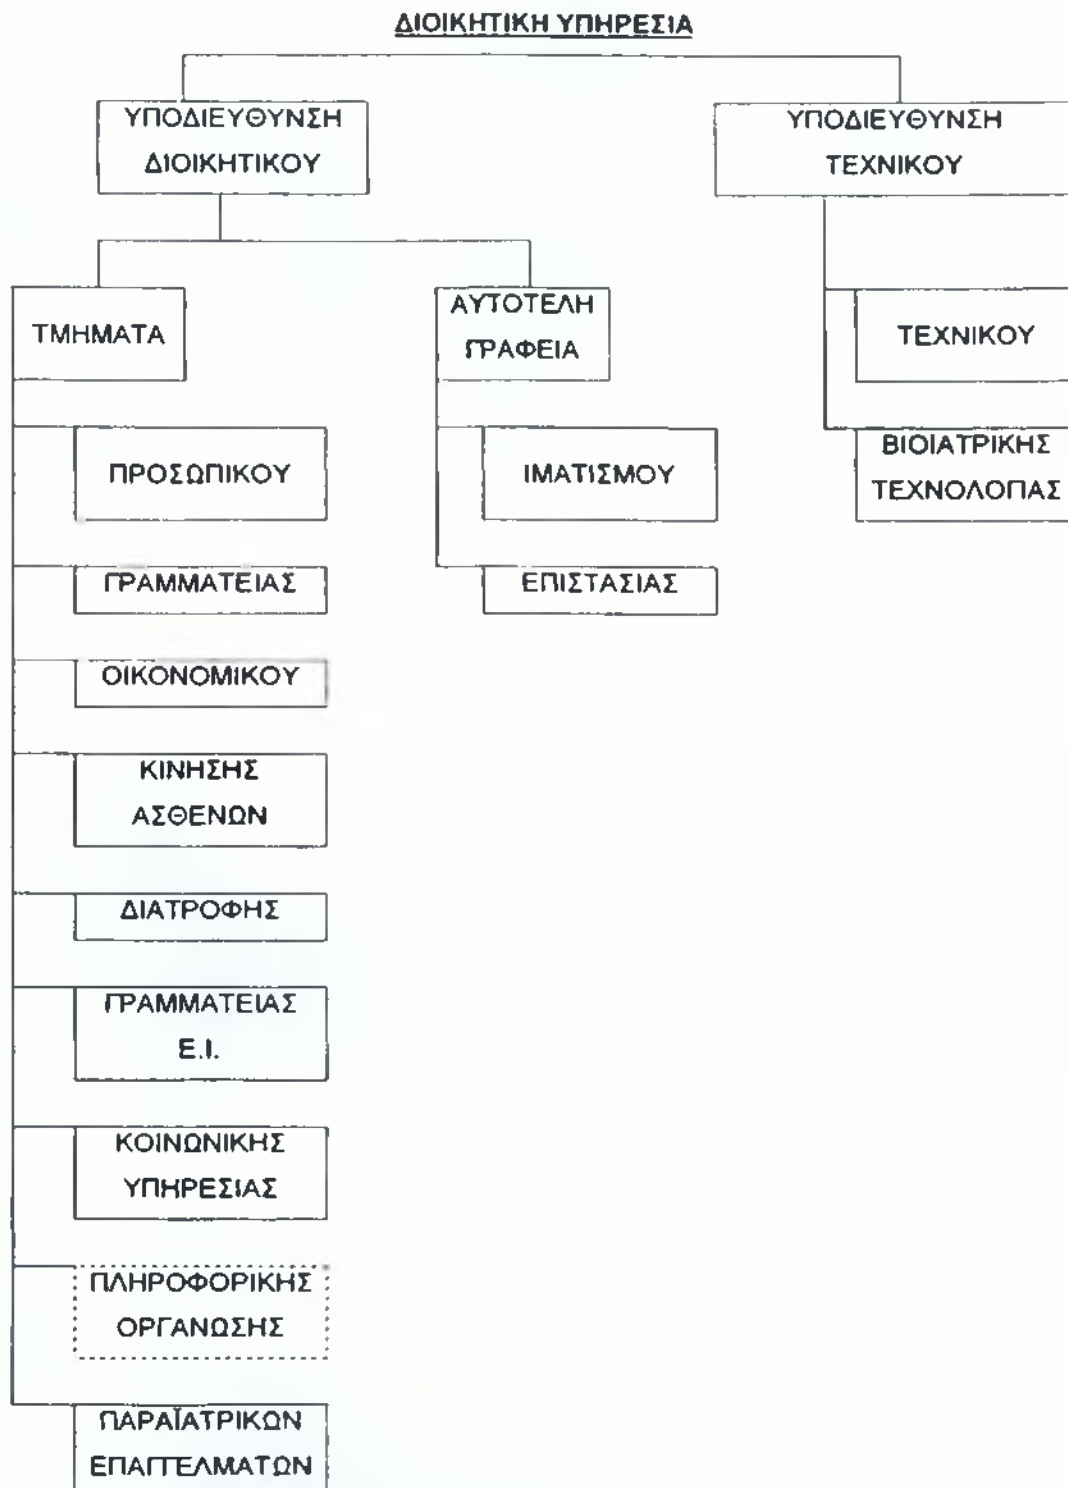 ΔΙΟΙΚΗΤΙΚΗ ΥΠΗΡΕΣΙΑ
ΥΠΟΔΙΕΥΘΥΝΣΗ
ΔΙΟΙΚΗΤΙΚΟΥ
ΥΠΟΔΙΕΥΘΥΝΣΗ
ΤΕΧΝΙΚΟΥ
ΤΜΗΜΑΤΑ
ΑΥΤΟΤΕΛΗ
ΓΡΑΦΕΙΑ
ΤΕΧΝΙΚΟΥ
ΠΡΟΣΩΠΙΚΟΥ
ΙΜΑΤΙΣΜΟΥ
ΒΙΟΙΑΤΡΙΚΗΣ
ΤΕΧΝΟΛΟΓΙΑΣ
ΓΡΑΜΜΑΤΕΙΑΣ
ΕΠΙΣΤΑΣΙΑΣ
ΟΙΚΟΝΟΜΙΚΟΥ
ΚΙΝΗΣΗΣ
ΑΣΘΕΝΩΝ
ΔΙΑΤΡΟΦΗΣ
ΓΡΑΜΜΑΤΕΙΑΣ
Ε.Ι.
ΚΟΙΝΩΝΙΚΗΣ
ΥΠΗΡΕΣΙΑΣ
ΠΛΗΡΟΦΟΡΙΚΗΣ
ΟΡΓΑΝΩΣΗΣ
ΠΑΡΑΪΑΤΡΙΚΩΝ
ΕΠΑΓΓΕΛΜΑΤΩΝ